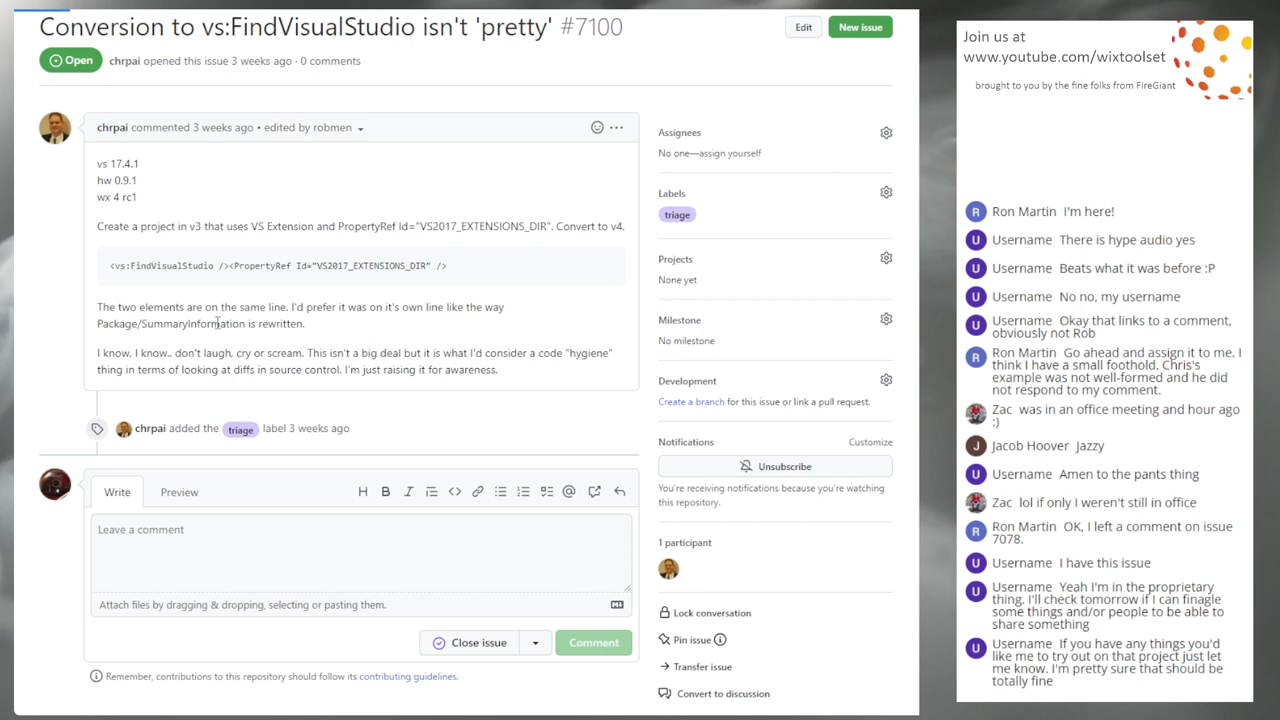 Conversion to vs:FindVisualStudio isn't 'pretty' #7100
Edit
New issue
Open
chrpai opened this issue 3 weeks ago · 0 comments
chrpai commented 3 weeks ago • edited by robmen
vs 17.4.1
hw 0.9.1
wx 4 rc1
Create a project in v3 that uses VS Extension and PropertyRef Id="VS2017_EXTENSIONS_DIR". Convert to v4.
<vs:FindVisualStudio /><PropertyRef Id="VS2017_EXTENSIONS_DIR" />
The two elements are on the same line. I'd prefer it was on it's own line like the way
Package/SummaryInformation is rewritten.
I know, I know.. don't laugh, cry or scream. This isn't a big deal but it is what I'd consider a code "hygiene"
thing in terms of looking at diffs in source control. I'm just raising it for awareness.
chrpai added the triage label 3 weeks ago
Write
Preview
Leave a comment
Attach files by dragging & dropping, selecting or pasting them.
Close issue
Comment
Remember, contributions to this repository should follow its contributing guidelines.
Assignees
No one—assign yourself
Labels
triage
Projects
None yet
Milestone
No milestone
Development
Create a branch for this issue or link a pull request.
Notifications
Customize
Unsubscribe
You're receiving notifications because you're watching
this repository.
1 participant
Lock conversation
Pin issue
Transfer issue
Convert to discussion
Join us at
www.youtube.com/wixtoolset
brought to you by the fine folks from FireGiant
R Ron Martin I'm here!
U Username There is hype audio yes
U Username Beats what it was before :P
U Username No no, my username
U Username Okay that links to a comment,
obviously not Rob
R Ron Martin Go ahead and assign it to me. I
think I have a small foothold. Chris's
example was not well-formed and he did
not respond to my comment.
Zac was in an office meeting and hour ago
:)
J Jacob Hoover Jazzy
U Username Amen to the pants thing
Zac lol if only I weren't still in office
R Ron Martin OK, I left a comment on issue
7078.
U Username I have this issue
U Username Yeah I'm in the proprietary
thing. I'll check tomorrow if I can finagle
some things and/or people to be able to
share something
U Username If you have any things you'd
like me to try out on that project just let
me know. I'm pretty sure that should be
totally fine